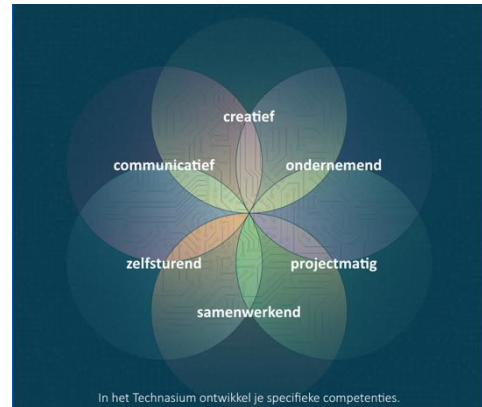 creatief
communicatief
ondernemend
zelfsturend
projectmatig
samenwerkend
In het Technasium ontwikkel je specifieke competenties.